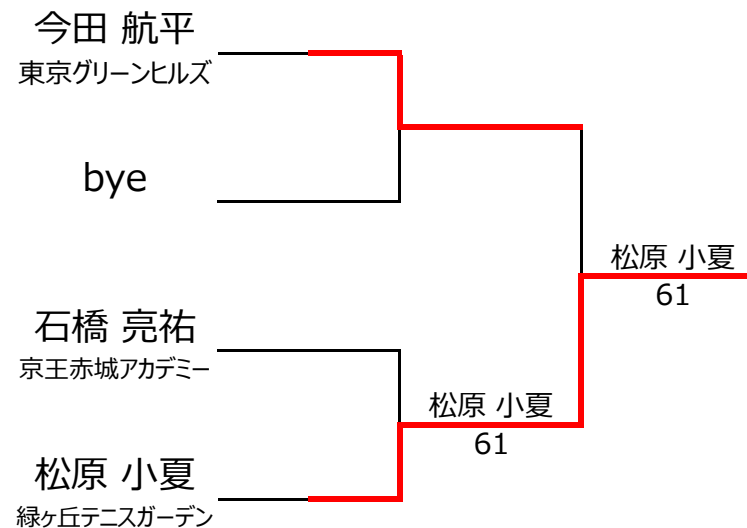 今田 航平
東京グリーンヒルズ
bye
石橋 亮祐
京王赤城アカデミー
松原 小夏
緑ヶ丘テニスガーデン
松原 小夏
61
松原 小夏
61